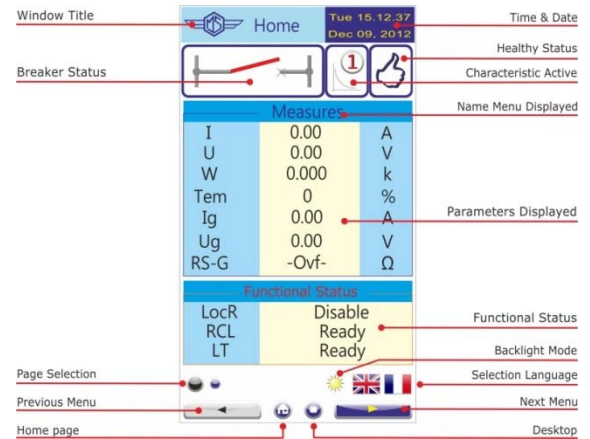 Window Title
MS
Home
Tue 15.12.37
Dec 09, 2012
Time & Date
Healthy Status
Breaker Status
1
Characteristic Active
Measures
Name Menu Displayed
I 0.00 A
U 0.00 V
W 0.000 k
Tem 0 %
Ig 0.00 A
Parameters Displayed
Ug 0.00 V
RS-G -Ovf- Ω
Functional Status
LocR Disable
RCL Ready
Functional Status
LT Ready
Backlight Mode
Page Selection
Selection Language
Previous Menu
Next Menu
Home page
Desktop